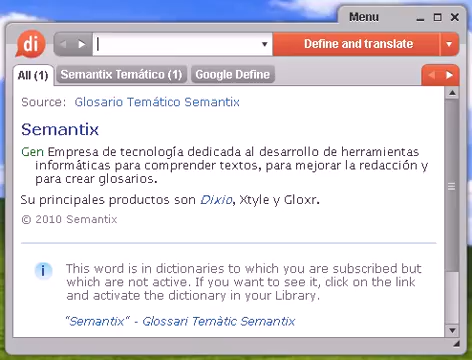 Menu
di
Define and translate
All (1) Semantix Temático (1) Google Define
Source: Glosario Temático Semantix
Semantix
Gen Empresa de tecnología dedicada al desarrollo de herramientas
informáticas para comprender textos, para mejorar la redacción y
para crear glosarios.
Su principales productos son Dixio, Xtyle y Gloxr.
© 2010 Semantix
i
This word is in dictionaries to which you are subscribed but
which are not active. If you want to see it, click on the link
and activate the dictionary in your Library.
"Semantix" - Glossari Temàtic Semantix